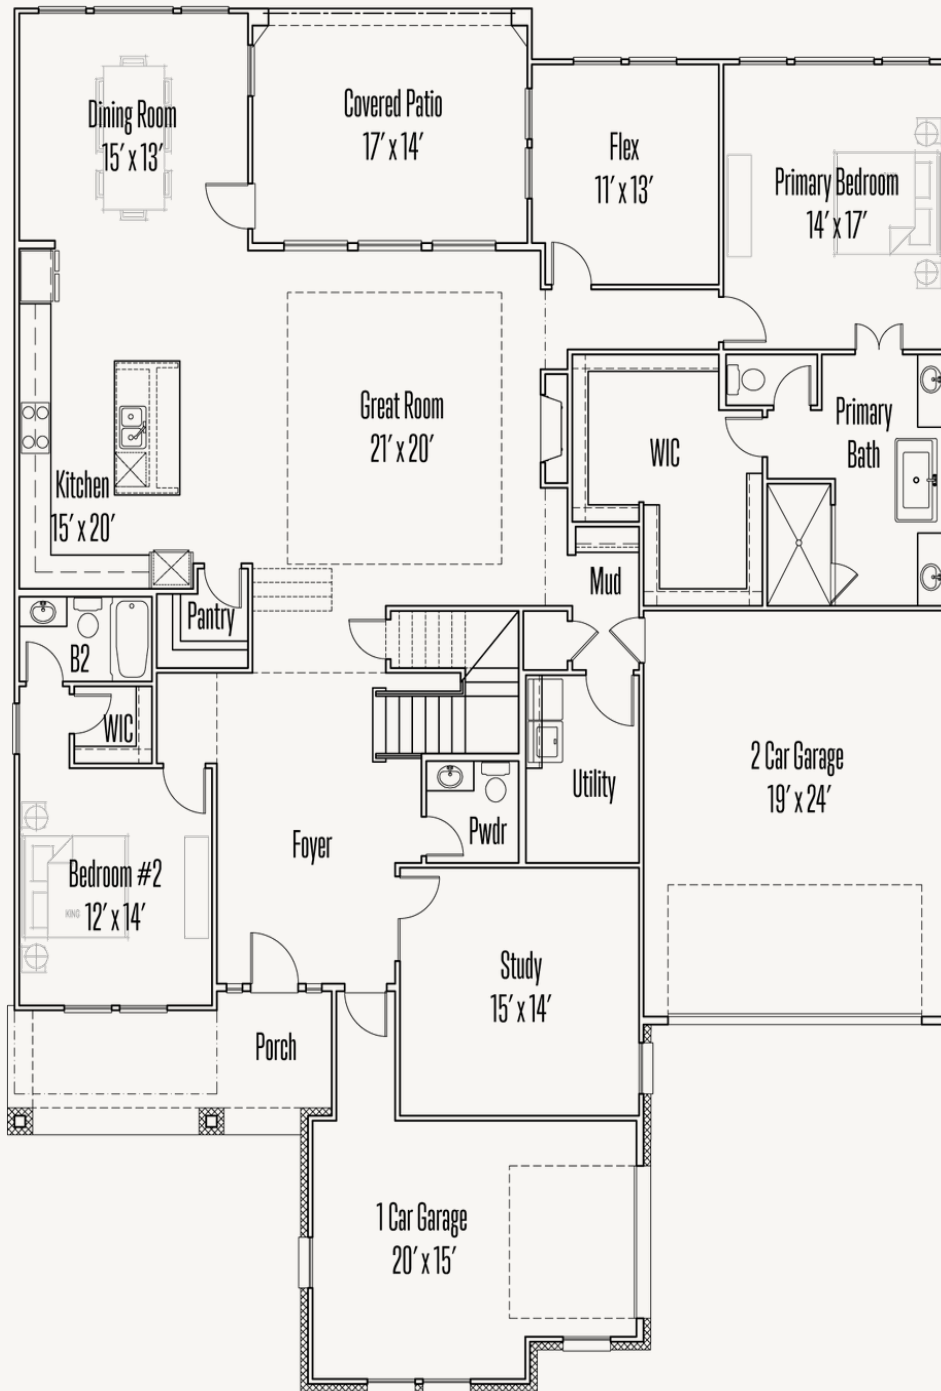 Dining Room
15' x 13'
Covered Patio
17' x 14'
Flex
11' x 13'
Primary Bedroom
14' x 17'
Great Room
21' x 20'
WIC
Primary
Bath
Kitchen
15' x 20'
Mud
Pantry
B2
WIC
2 Car Garage
19' x 24'
Utility
Pwdr
Foyer
Bedroom #2
12' x 14'
KING
Study
15' x 14'
Porch
1 Car Garage
20' x 15'